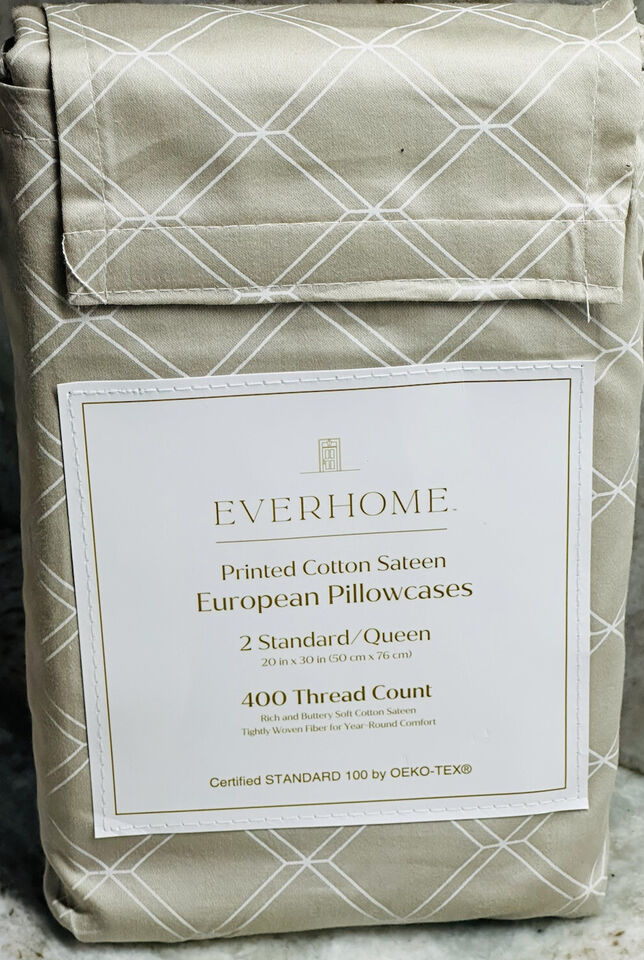 EVERHOME™
Printed Cotton Sateen
European Pillowcases
2 Standard/Queen
20 in x 30 in (50 cm x 76 cm)
400 Thread Count
Rich and Buttery Soft Cotton Sateen
Tightly Woven Fiber for Year-Round Comfort
Certified STANDARD 100 by OEKO-TEX®